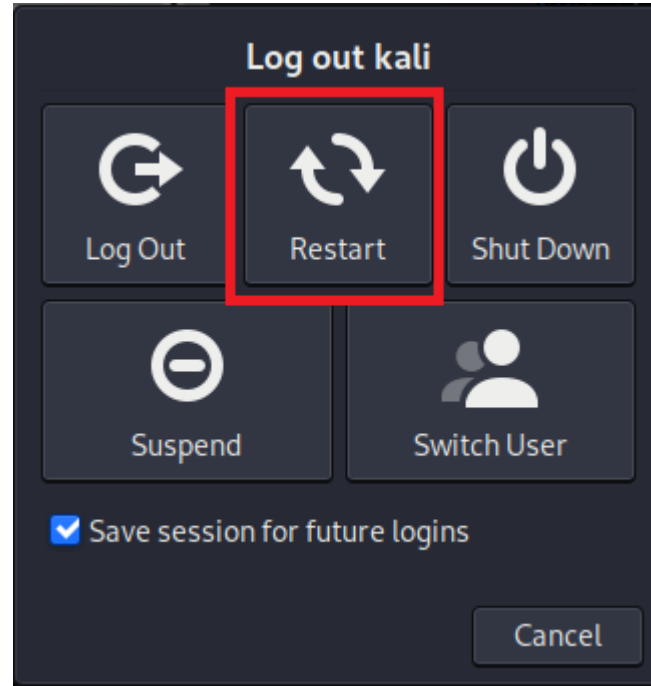 Log out kali
Log Out Restart Shut Down
Suspend Switch User
Save session for future logins
Cancel